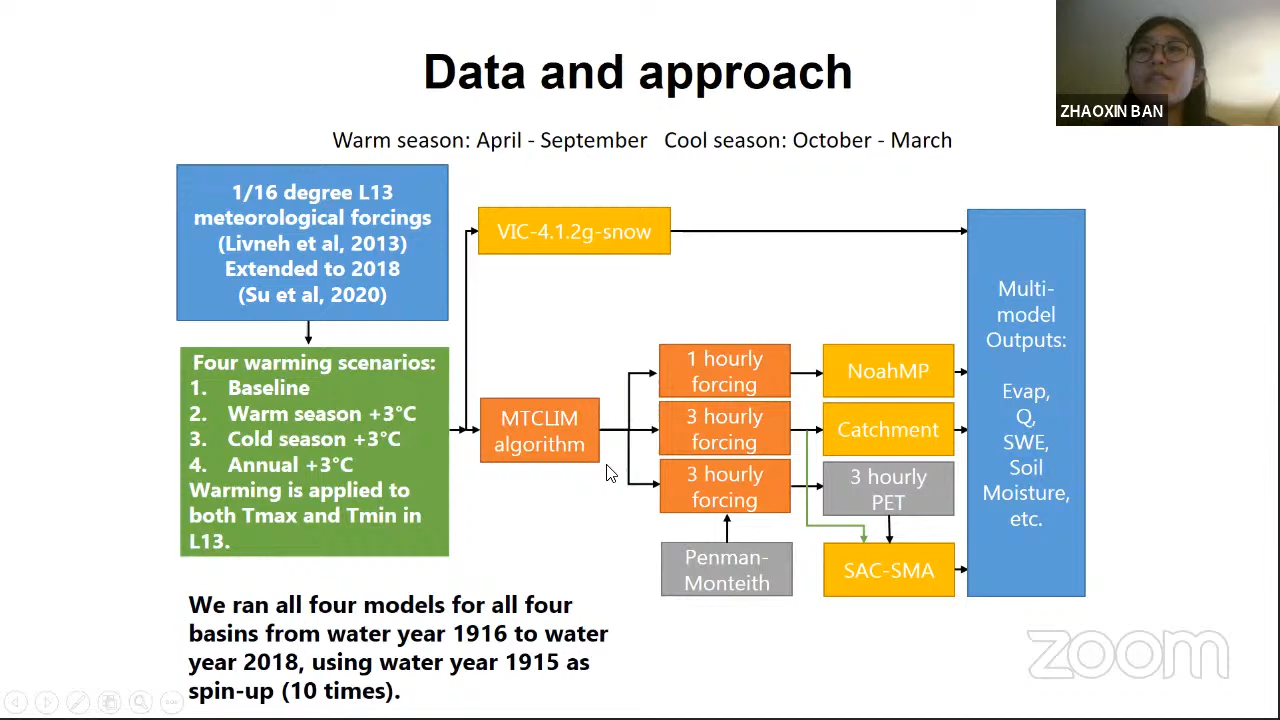 Data and approach
ZHAOXIN BAN
Warm season: April - September Cool season: October - March
1/16 degree L13
meteorological forcings
(Livneh et al, 2013)
Extended to 2018
(Su et al, 2020)
Four warming scenarios:
1. Baseline
2. Warm season +3°C
3. Cold season +3°C
4. Annual +3°C
Warming is applied to
both Tmax and Tmin in
L13.
VIC-4.1.2g-snow
MTCLIM
algorithm
1 hourly
forcing
3 hourly
forcing
3 hourly
forcing
Penman-
Monteith
NoahMP
Catchment
3 hourly
PET
SAC-SMA
Multi-
model
Outputs:
Evap,
Q,
SWE,
Soil
Moisture,
etc.
We ran all four models for all four
basins from water year 1916 to water
year 2018, using water year 1915 as
spin-up (10 times).
zoom